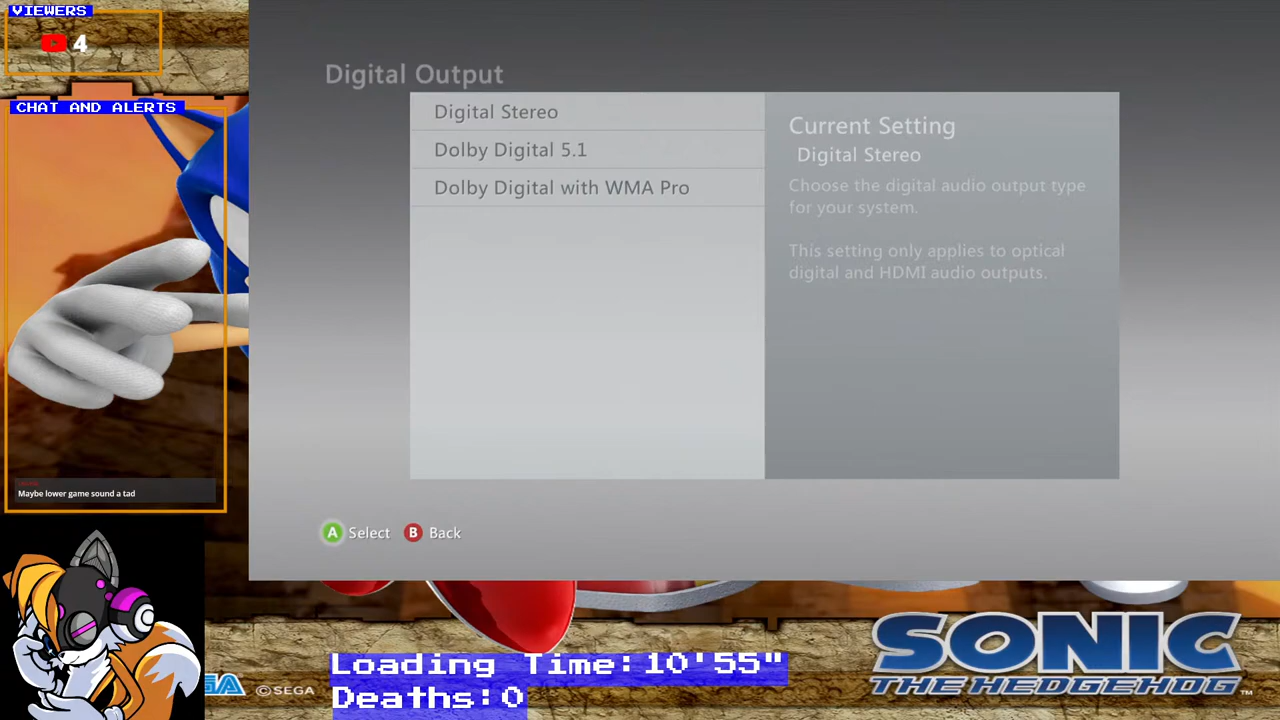 VIEWERS
4
CHAT AND ALERTS
Maybe lower game sound a tad
Digital Output
Digital Stereo
Dolby Digital 5.1
Dolby Digital with WMA Pro
Current Setting
Digital Stereo
Choose the digital audio output type
for your system.
This setting only applies to optical
digital and HDMI audio outputs.
A Select B Back
Loading Time:10'55"
Deaths:0
©SEGA
SONIC
THE HEDGEHOG™